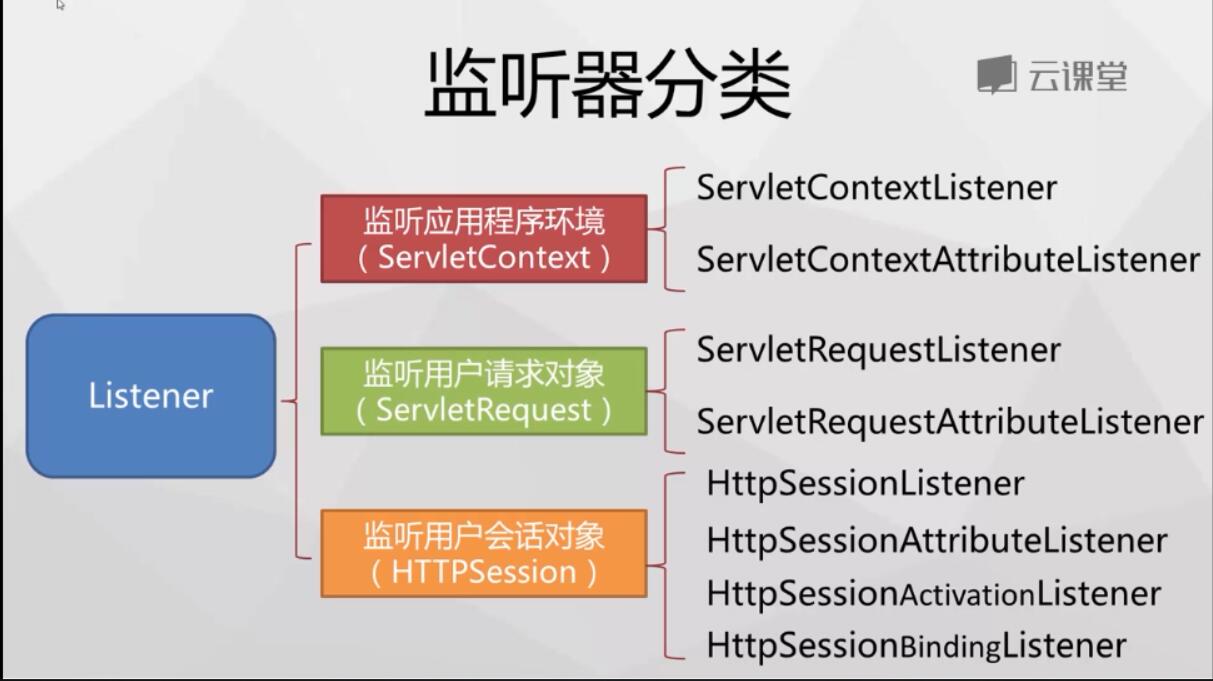 监听器分类
云课堂
Listener
监听应用程序环境
（ServletContext）
ServletContextListener
ServletContextAttributeListener
监听用户请求对象
（ServletRequest）
ServletRequestListener
ServletRequestAttributeListener
监听用户会话对象
（HTTPSession）
HttpSessionListener
HttpSessionAttributeListener
HttpSessionActivationListener
HttpSessionBindingListener